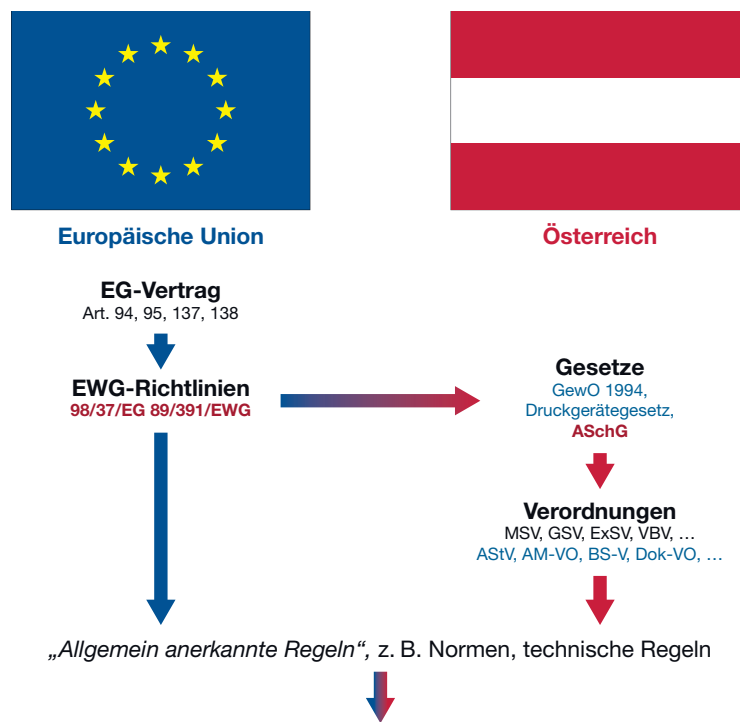 Europäische Union
Österreich
EG-Vertrag
Art. 94, 95, 137, 138
EWG-Richtlinien
98/37/EG 89/391/EWG
Gesetze
GewO 1994,
Druckgerätegesetz,
ASchG
Verordnungen
MSV, GSV, ExSV, VBV, …
AStV, AM-VO, BS-V, Dok-VO, …
„Allgemein anerkannte Regeln“, z. B. Normen, technische Regeln